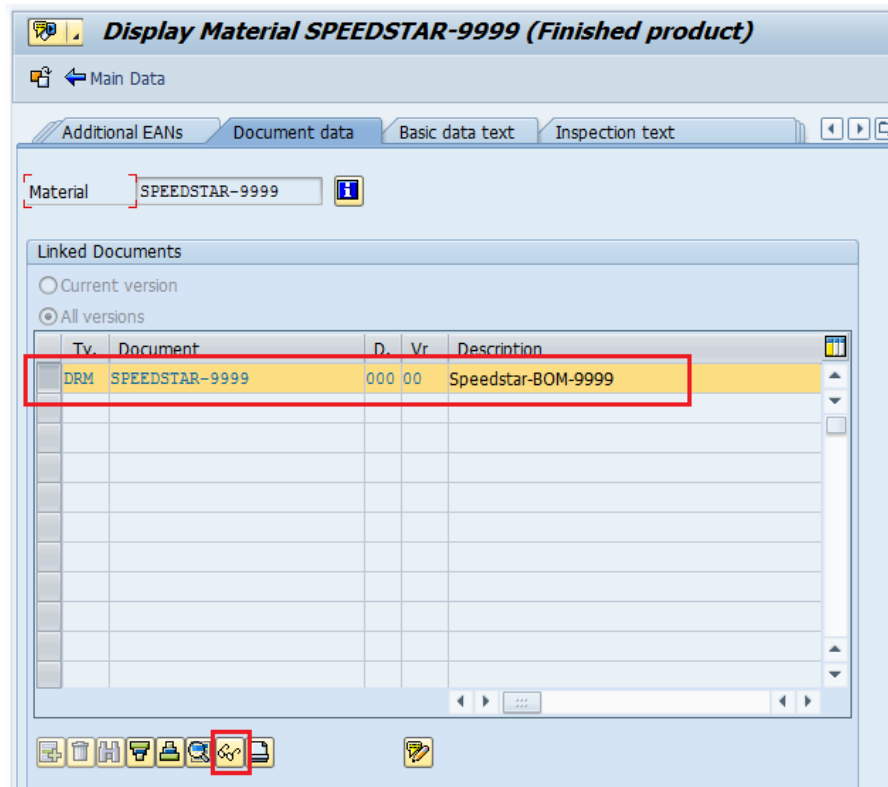 Display Material SPEEDSTAR-9999 (Finished product)
Main Data
Additional EANs Document data Basic data text Inspection text
Material SPEEDSTAR-9999
Linked Documents
Current version
All versions
Ty. Document D. Vr Description
DRM SPEEDSTAR-9999 000 00 Speedstar-BOM-9999